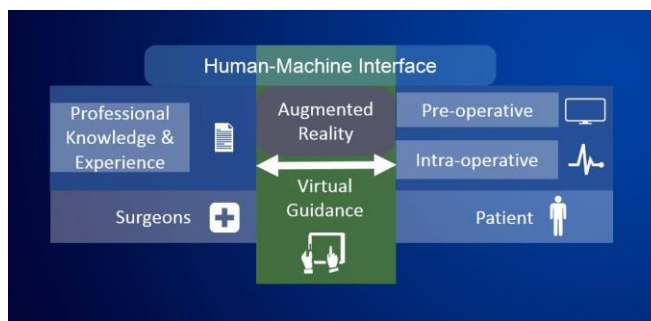 Human-Machine Interface
Professional
Knowledge &
Experience
Augmented
Reality
Pre-operative
Intra-operative
Virtual
Guidance
Surgeons
Patient